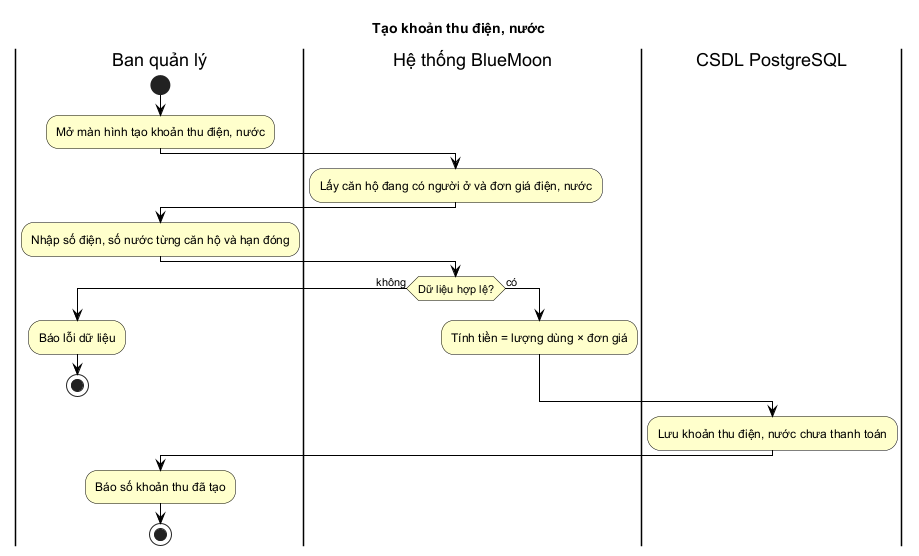 Tạo khoản thu điện, nước
Ban quản lý
Hệ thống BlueMoon
CSDL PostgreSQL
Mở màn hình tạo khoản thu điện, nước
Lấy căn hộ đang có người ở và đơn giá điện, nước
Nhập số điện, số nước từng căn hộ và hạn đóng
không
Dữ liệu hợp lệ?
có
Báo lỗi dữ liệu
Tính tiền = lượng dùng × đơn giá
Lưu khoản thu điện, nước chưa thanh toán
Báo số khoản thu đã tạo